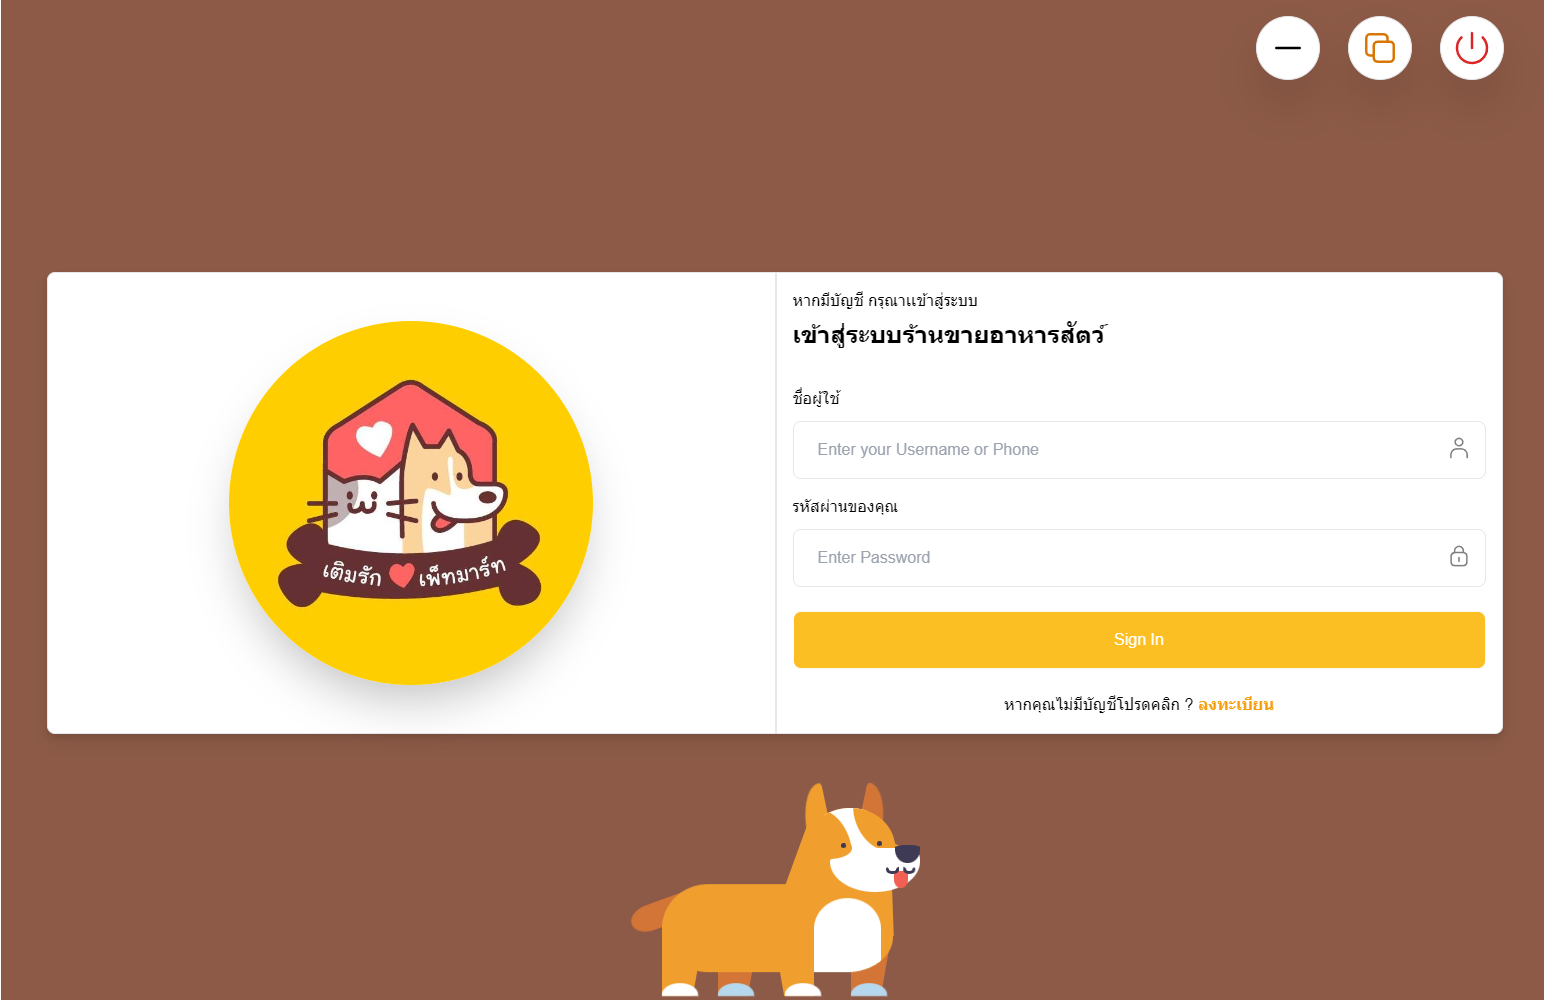 เติมรัก เพ็ทมาร์ท
หากมีบัญชี กรุณาเเข้าสู่ระบบ
เข้าสู่ระบบร้านขายอาหารสัตว์
ชื่อผู้ใช้
Enter your Username or Phone
รหัสผ่านของคุณ
Enter Password
Sign In
หากคุณไม่มีบัญชีโปรดคลิก ? ลงทะเบียน